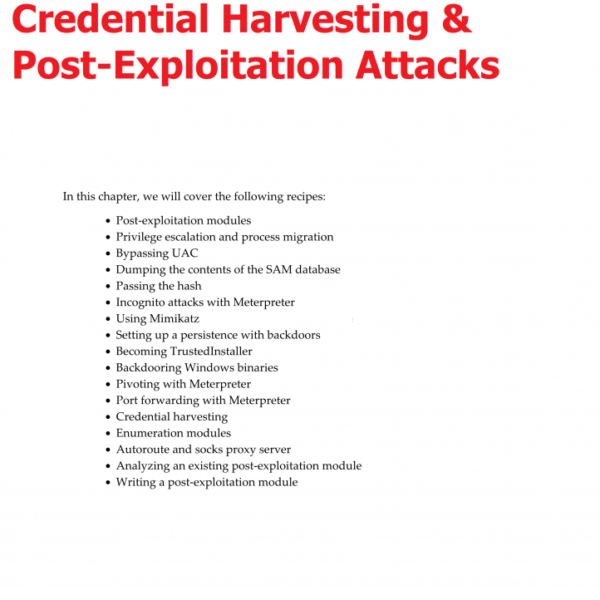 Credential Harvesting &
Post-Exploitation Attacks
In this chapter, we will cover the following recipes:
• Post-exploitation modules
• Privilege escalation and process migration
• Bypassing UAC
• Dumping the contents of the SAM database
• Passing the hash
• Incognito attacks with Meterpreter
• Using Mimikatz
• Setting up a persistence with backdoors
• Becoming TrustedInstaller
• Backdooring Windows binaries
• Pivoting with Meterpreter
• Port forwarding with Meterpreter
• Credential harvesting
• Enumeration modules
• Autoroute and socks proxy server
• Analyzing an existing post-exploitation module
• Writing a post-exploitation module